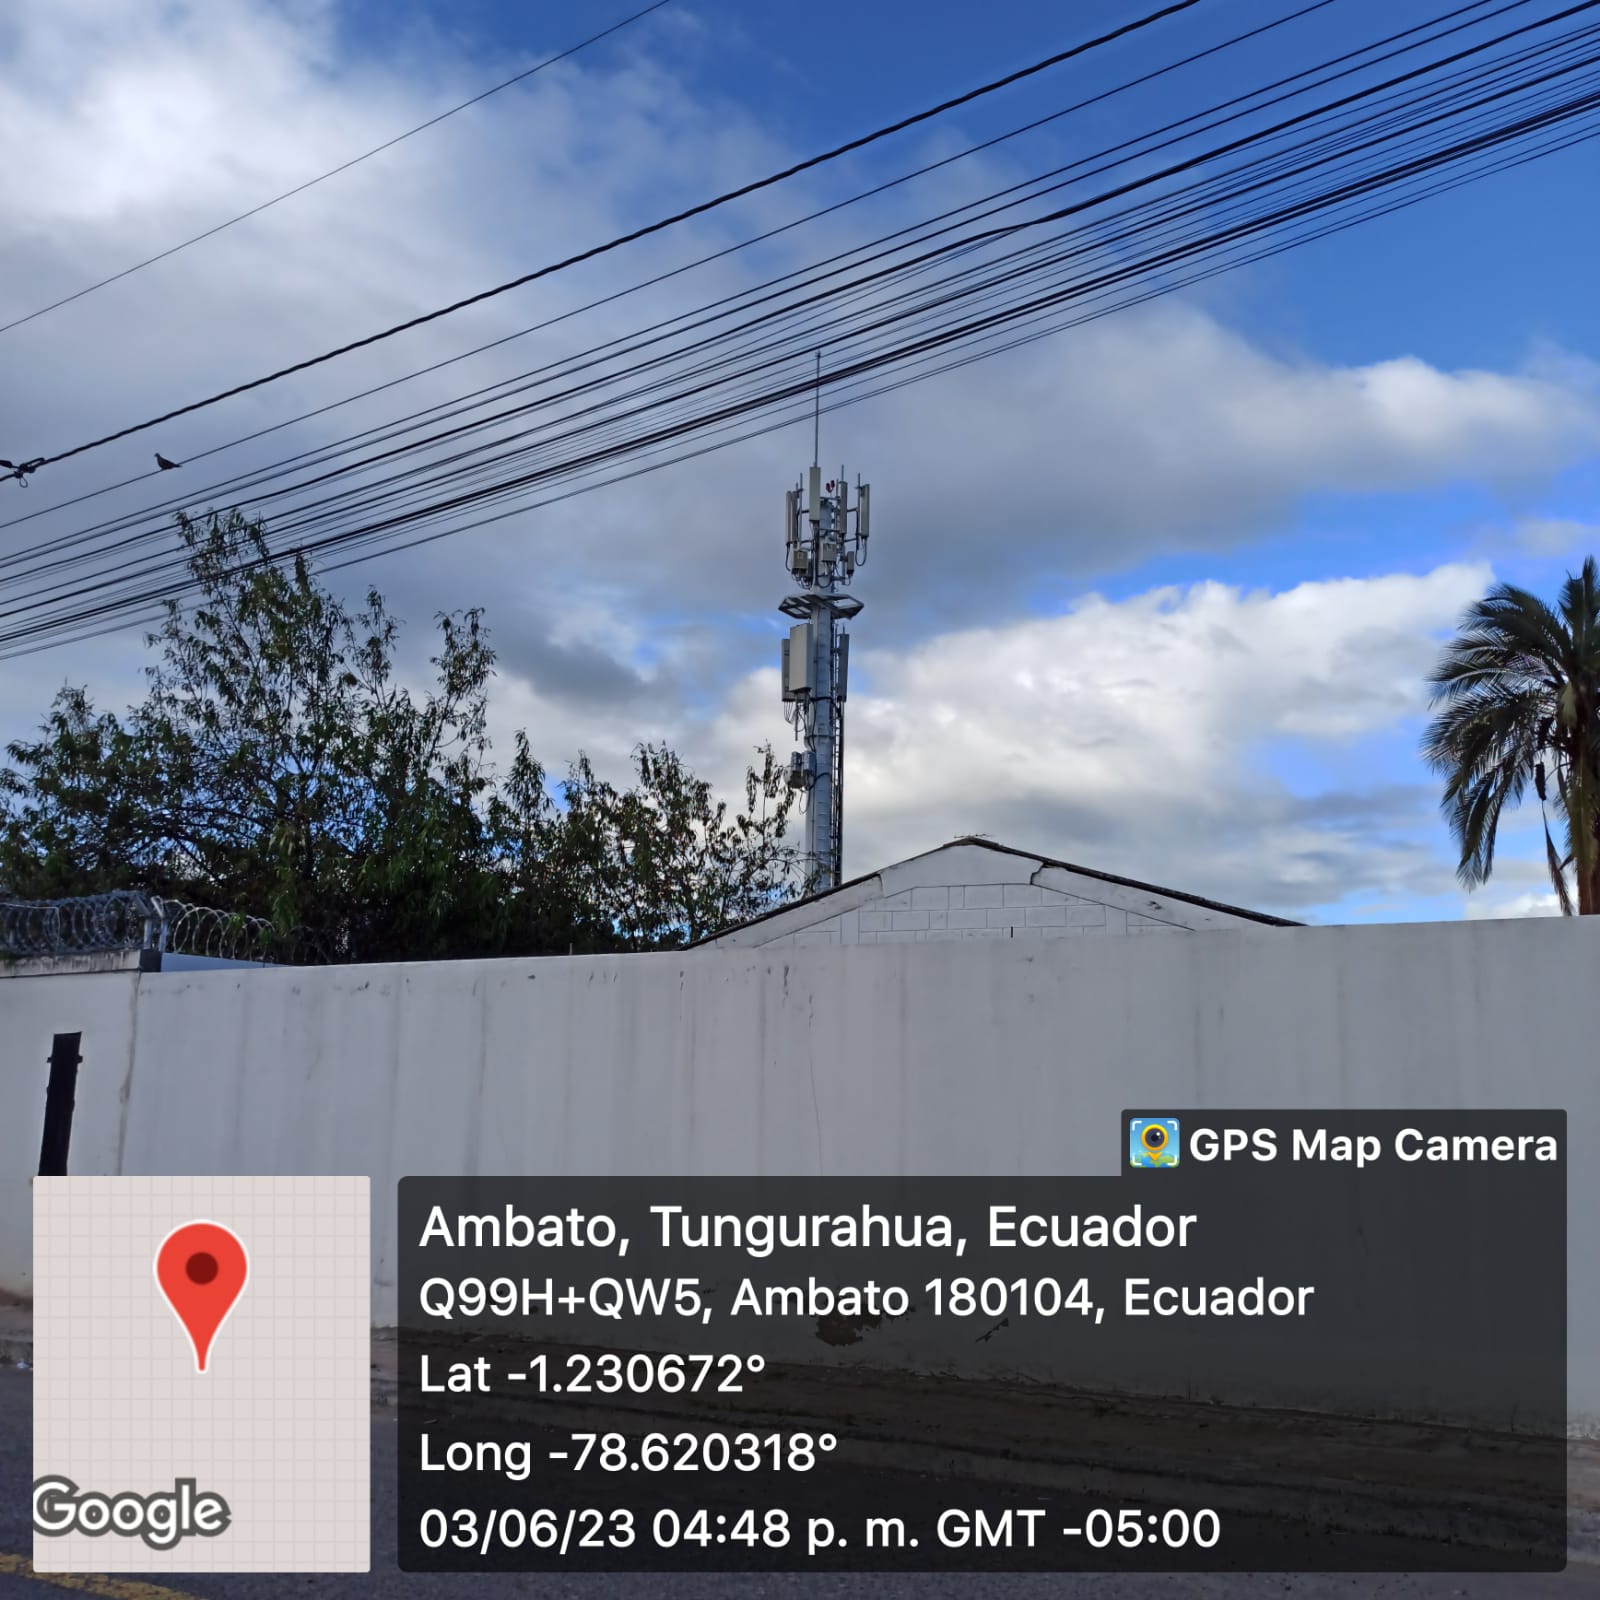 GPS Map Camera
Ambato, Tungurahua, Ecuador
Q99H+QW5, Ambato 180104, Ecuador
Lat -1.230672°
Long -78.620318°
03/06/23 04:48 p. m. GMT -05:00
Google